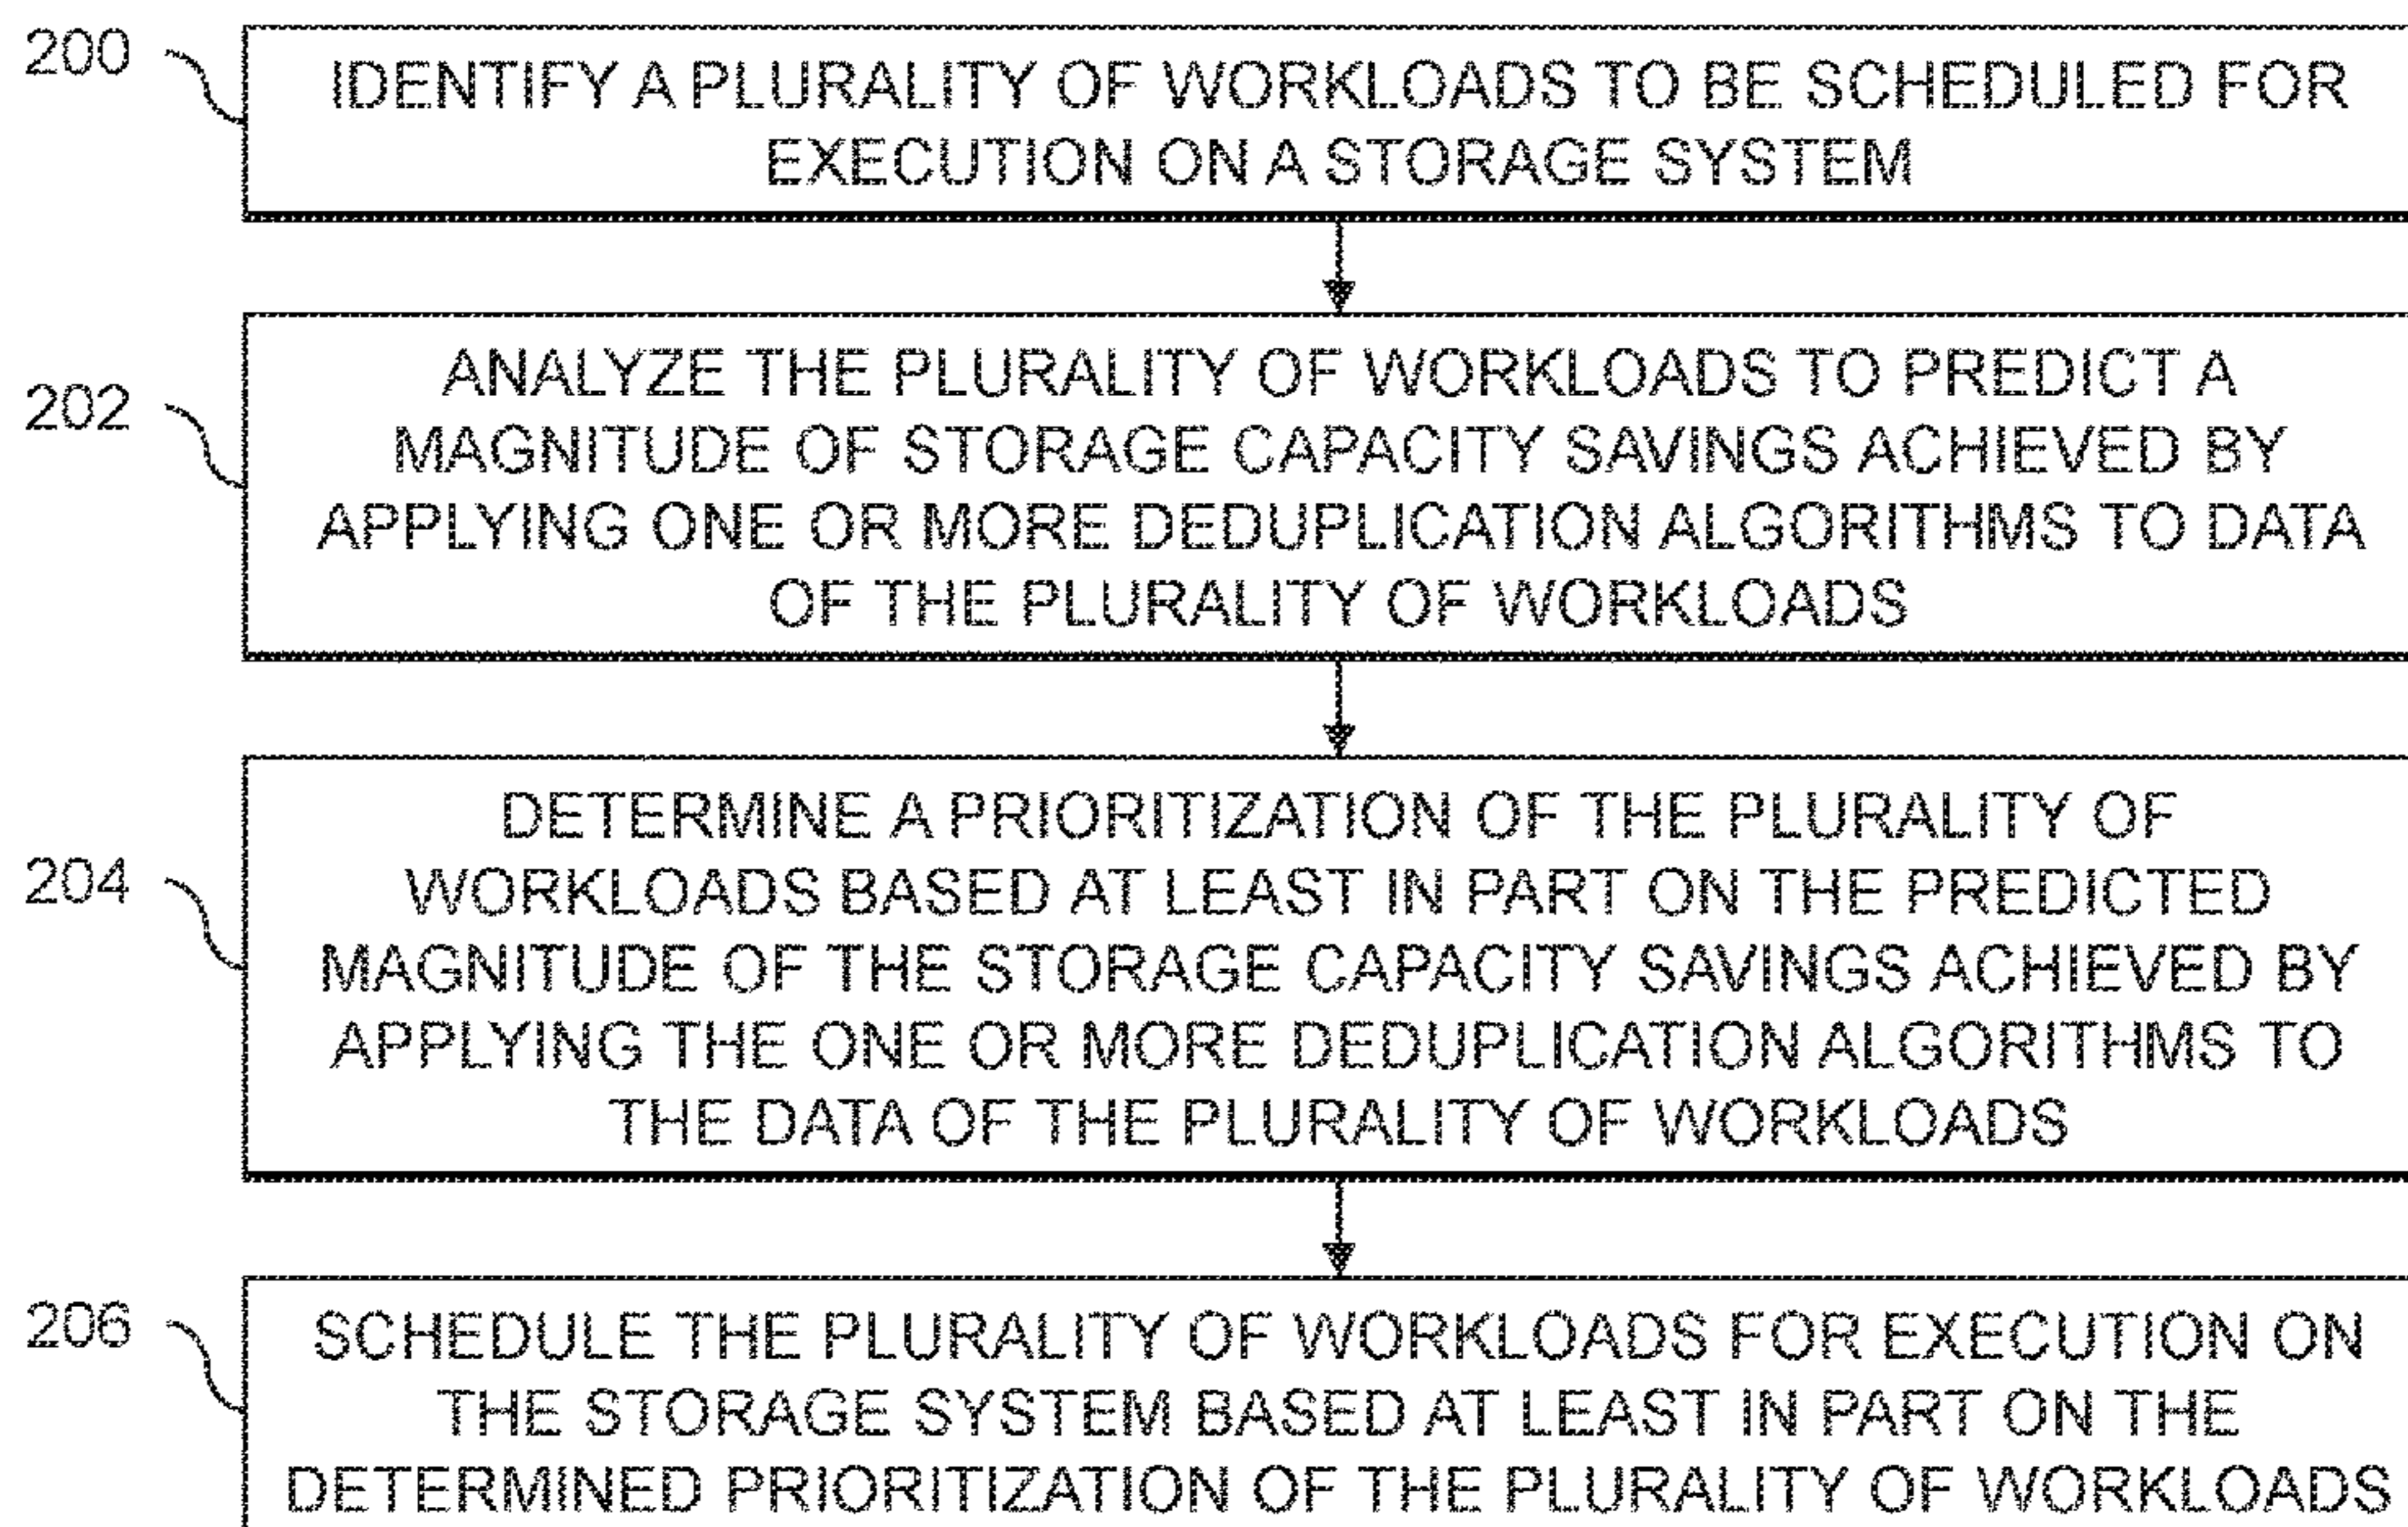 200
IDENTIFY A PLURALITY OF WORKLOADS TO BE SCHEDULED FOR
EXECUTION ON A STORAGE SYSTEM
202
ANALYZE THE PLURALITY OF WORKLOADS TO PREDICT A
MAGNITUDE OF STORAGE CAPACITY SAVINGS ACHIEVED BY
APPLYING ONE OR MORE DEDUPLICATION ALGORITHMS TO DATA
OF THE PLURALITY OF WORKLOADS
204
DETERMINE A PRIORITIZATION OF THE PLURALITY OF
WORKLOADS BASED AT LEAST IN PART ON THE PREDICTED
MAGNITUDE OF THE STORAGE CAPACITY SAVINGS ACHIEVED BY
APPLYING THE ONE OR MORE DEDUPLICATION ALGORITHMS TO
THE DATA OF THE PLURALITY OF WORKLOADS
206
SCHEDULE THE PLURALITY OF WORKLOADS FOR EXECUTION ON
THE STORAGE SYSTEM BASED AT LEAST IN PART ON THE
DETERMINED PRIORITIZATION OF THE PLURALITY OF WORKLOADS